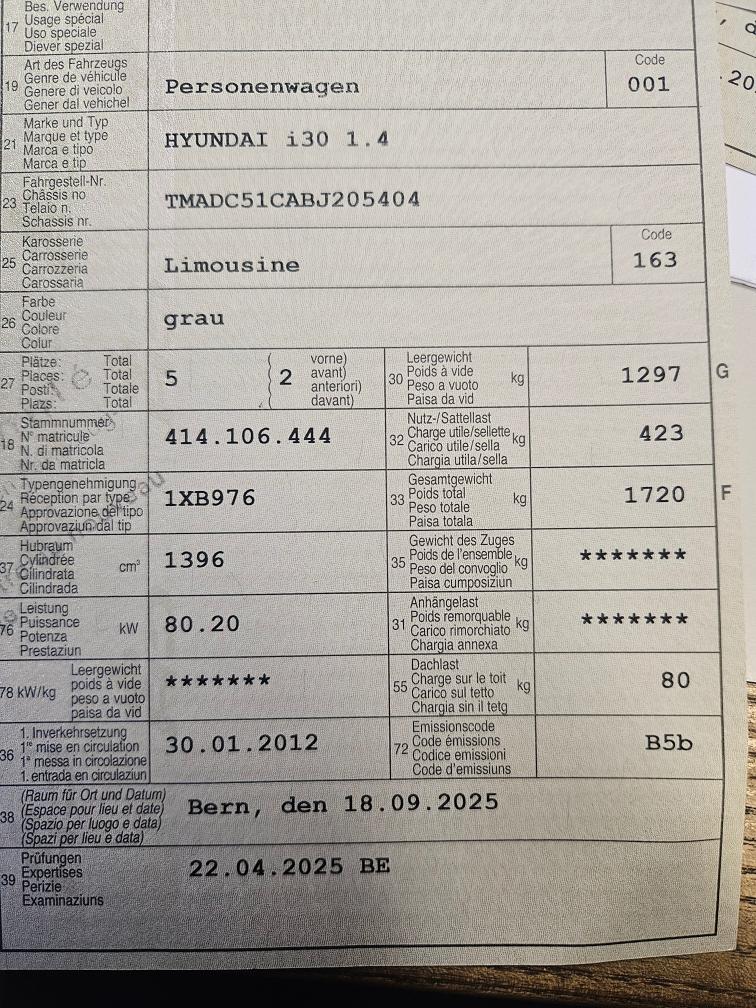 17
Bes. Verwendung
Usage spécial
Uso speciale
Diever spezial
19
Art des Fahrzeugs
Genre de véhicule
Genere di veicolo
Gener dal vehichel
Personenwagen
Code
001
21
Marke und Typ
Marque et type
Marca e tipo
Marca e tip
HYUNDAI i30 1.4
23
Fahrgestell-Nr.
Châssis no
Telaio n.
Schassis nr.
TMADC51CABJ205404
25
Karosserie
Carrosserie
Carrozzeria
Carossaria
Limousine
Code
163
26
Farbe
Couleur
Colore
Colur
grau
27
Plätze: Total
Places: Total
Posti: Totale
Plazs: Total
5
( 2
vorne)
avant)
anteriori)
davant)
30
Leergewicht
Poids à vide
Peso a vuoto
Paisa da vid
kg
1297
G
18
Stammnummer
N° matricule
N. di matricola
Nr. da matricla
414.106.444
32
Nutz-/Sattellast
Charge utile/sellette
Carico utile/sella
Chargia utila/sella
kg
423
24
Typengenehmigung
Réception par type
Approvazione del tipo
Approvaziun dal tip
1XB976
33
Gesamtgewicht
Poids total
Peso totale
Paisa totala
kg
1720
F
37
Hubraum
Cylindrée
Cilindrata
Cilindrada
cm³
1396
35
Gewicht des Zuges
Poids de l'ensemble
Peso del convoglio
Paisa cumposiziun
kg
*******
76
Leistung
Puissance
Potenza
Prestaziun
kW
80.20
31
Anhängelast
Poids remorquable
Carico rimorchiato
Chargia annexa
kg
*******
78 kW/kg
Leergewicht
poids à vide
peso a vuoto
paisa da vid
*******
55
Dachlast
Charge sur le toit
Carico sul tetto
Chargia sin il tetg
kg
80
36
1. Inverkehrsetzung
1re mise en circulation
1ª messa in circolazione
1. entrada en circulaziun
30.01.2012
72
Emissionscode
Code émissions
Codice emissioni
Code d'emissiuns
B5b
38
(Raum für Ort und Datum)
(Espace pour lieu et date)
(Spazio per luogo e data)
(Spazi per lieu e data)
Bern, den 18.09.2025
39
Prüfungen
Expertises
Perizie
Examinaziuns
22.04.2025 BE